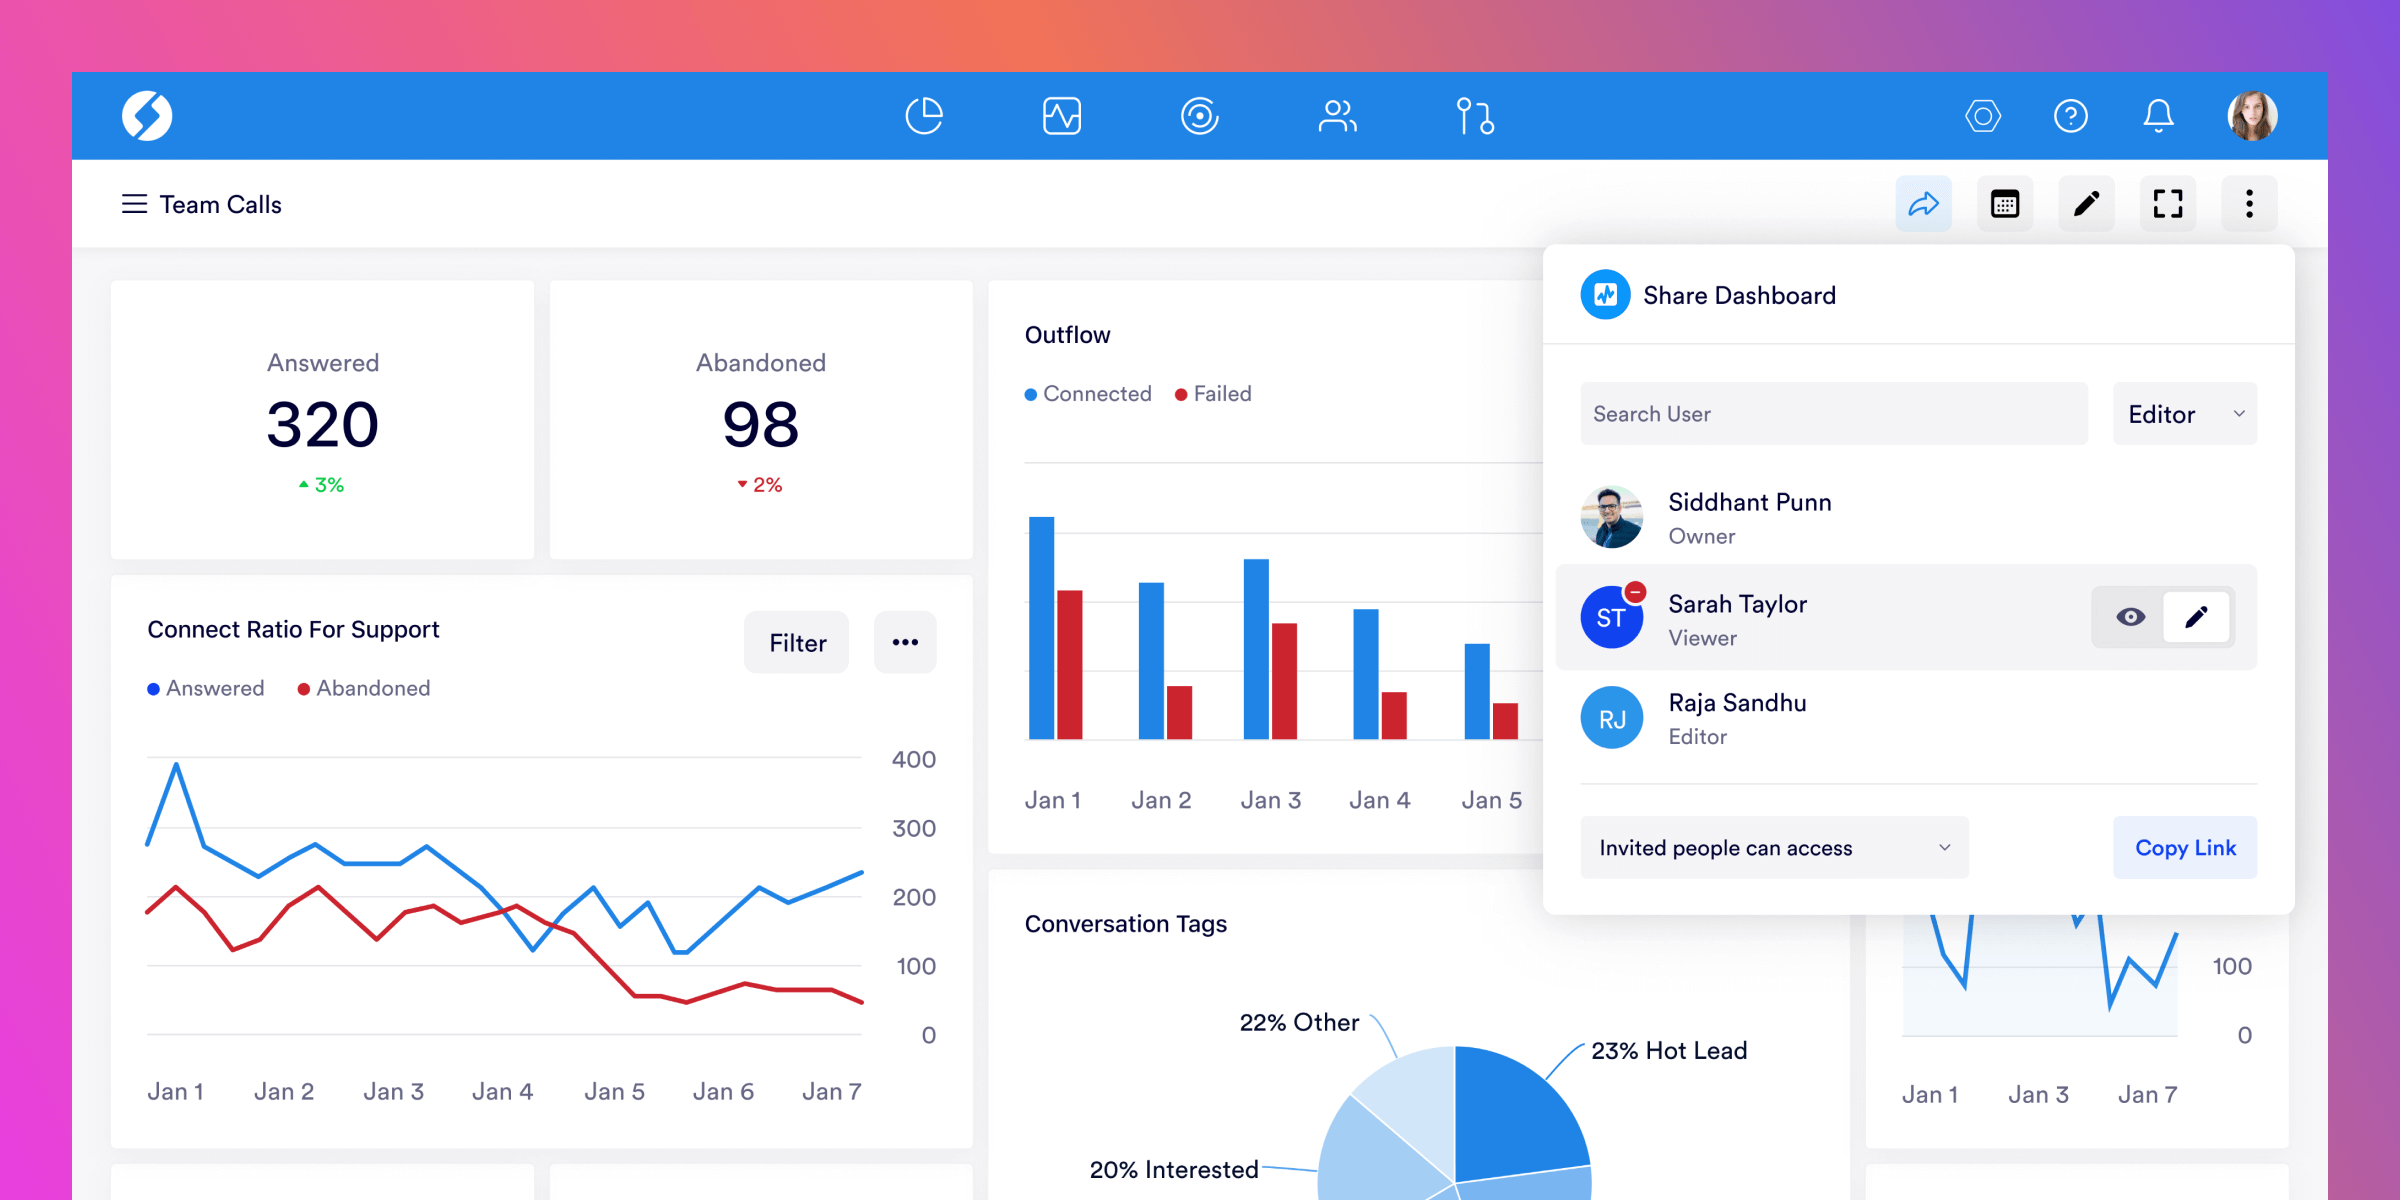 Team Calls
Share Dashboard
Search User
Editor
Siddhant Punn
Owner
ST
Sarah Taylor
Viewer
RJ
Raja Sandhu
Editor
Invited people can access
Copy Link
Answered
320
3%
Abandoned
98
2%
Outflow
Connected Failed
Jan 1 Jan 2 Jan 3 Jan 4 Jan 5
Connect Ratio For Support
Filter
Answered Abandoned
400
300
200
100
0
Jan 1 Jan 2 Jan 3 Jan 4 Jan 5 Jan 6 Jan 7
Conversation Tags
22% Other
23% Hot Lead
20% Interested
100
0
Jan 1 Jan 3 Jan 7